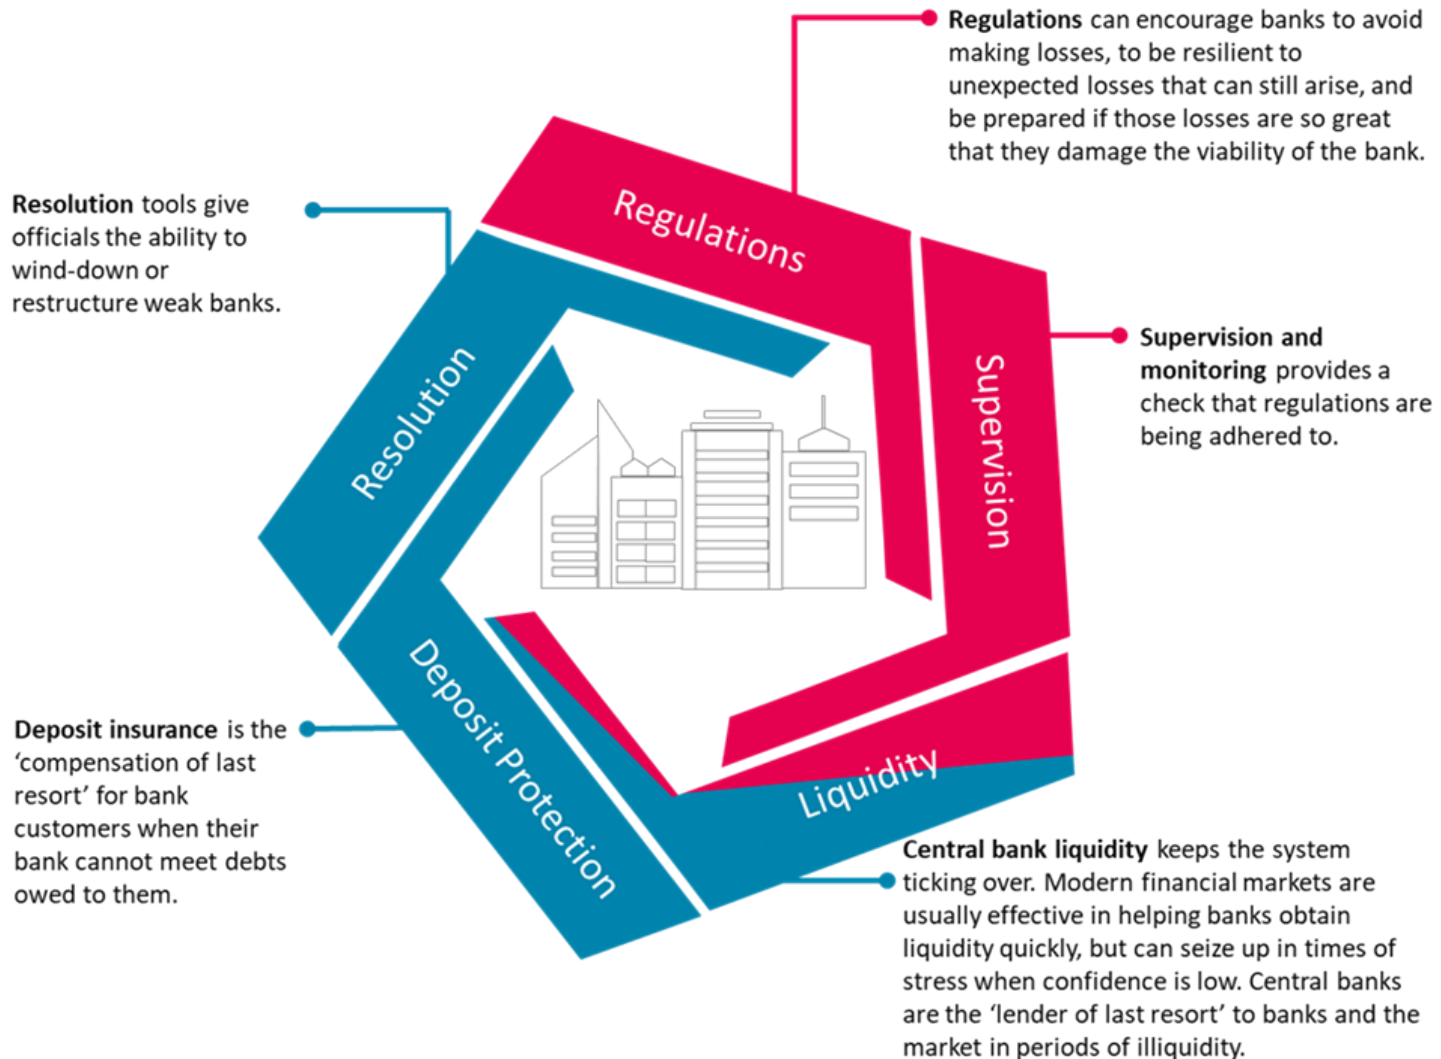 Regulations can encourage banks to avoid
making losses, to be resilient to
unexpected losses that can still arise, and
be prepared if those losses are so great
that they damage the viability of the bank.
Resolution tools give
officials the ability to
wind-down or
restructure weak banks.
Regulations
Supervision and
monitoring provides a
check that regulations are
being adhered to.
Supervision
Resolution
Deposit Protection
Liquidity
Deposit insurance is the
‘compensation of last
resort’ for bank
customers when their
bank cannot meet debts
owed to them.
Central bank liquidity keeps the system
ticking over. Modern financial markets are
usually effective in helping banks obtain
liquidity quickly, but can seize up in times of
stress when confidence is low. Central banks
are the ‘lender of last resort’ to banks and the
market in periods of illiquidity.